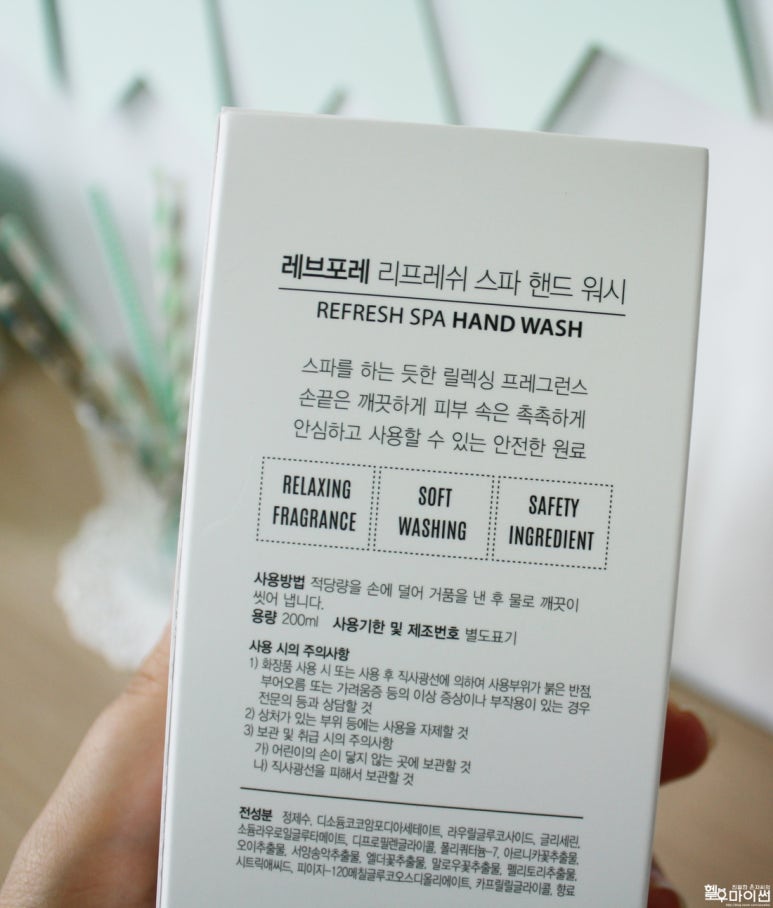 레브포레 리프레쉬 스파 핸드 워시
REFRESH SPA HAND WASH
스파를 하는 듯한 릴렉싱 프레그런스
손끝은 깨끗하게 피부 속은 촉촉하게
안심하고 사용할 수 있는 안전한 원료
RELAXING
FRAGRANCE
SOFT
WASHING
SAFETY
INGREDIENT
사용방법 적당량을 손에 덜어 거품을 낸 후 물로 깨끗이
씻어 냅니다.
용량 200ml 사용기한 및 제조번호 별도표기
사용 시의 주의사항
1) 화장품 사용 시 또는 사용 후 직사광선에 의하여 사용부위가 붉은 반점,
부어오름 또는 가려움증 등의 이상 증상이나 부작용이 있는 경우
전문의 등과 상담할 것
2) 상처가 있는 부위 등에는 사용을 자제할 것
3) 보관 및 취급 시의 주의사항
가) 어린이의 손이 닿지 않는 곳에 보관할 것
나) 직사광선을 피해서 보관할 것
전성분 정제수, 디소듐코코암포디아세테이트, 라우릴글루코사이드, 글리세린,
소듐라우로일글루타메이트, 디프로필렌글라이콜, 폴리쿼터늄-7, 아르니카꽃추출물,
오이추출물, 서양송악추출물, 엘더꽃추출물, 말로우꽃추출물, 펠리토리추출물,
시트릭애씨드, 피이지-120메칠글루코오스디올리에이트, 카프릴릴글라이콜, 향료
헬로우마이썬